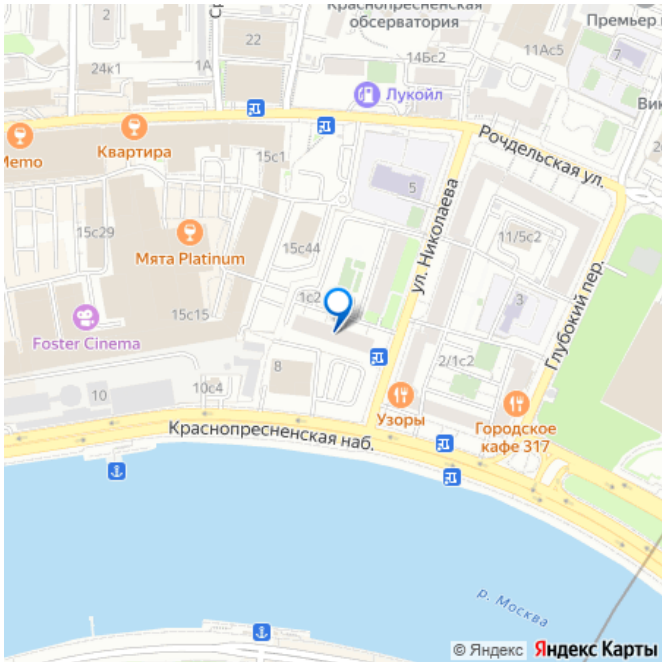 Краснопресненская
обсерватория
Премьер
2
22
11Ас5
7
14Бс2
24к1
1А
Лукойл
Вик
Memo
Квартира
Рочдельская ул.
15с1
5
ул. Николаева
15с29
Мята Platinum
15с44
11/5с2
Глубокий пер.
1с2
3
15с15
Foster Cinema
2/1с2
8
10с4
10
Узоры
Городское
кафе 317
Краснопресненская наб.
р. Москва
© Яндекс Яндекс Карты